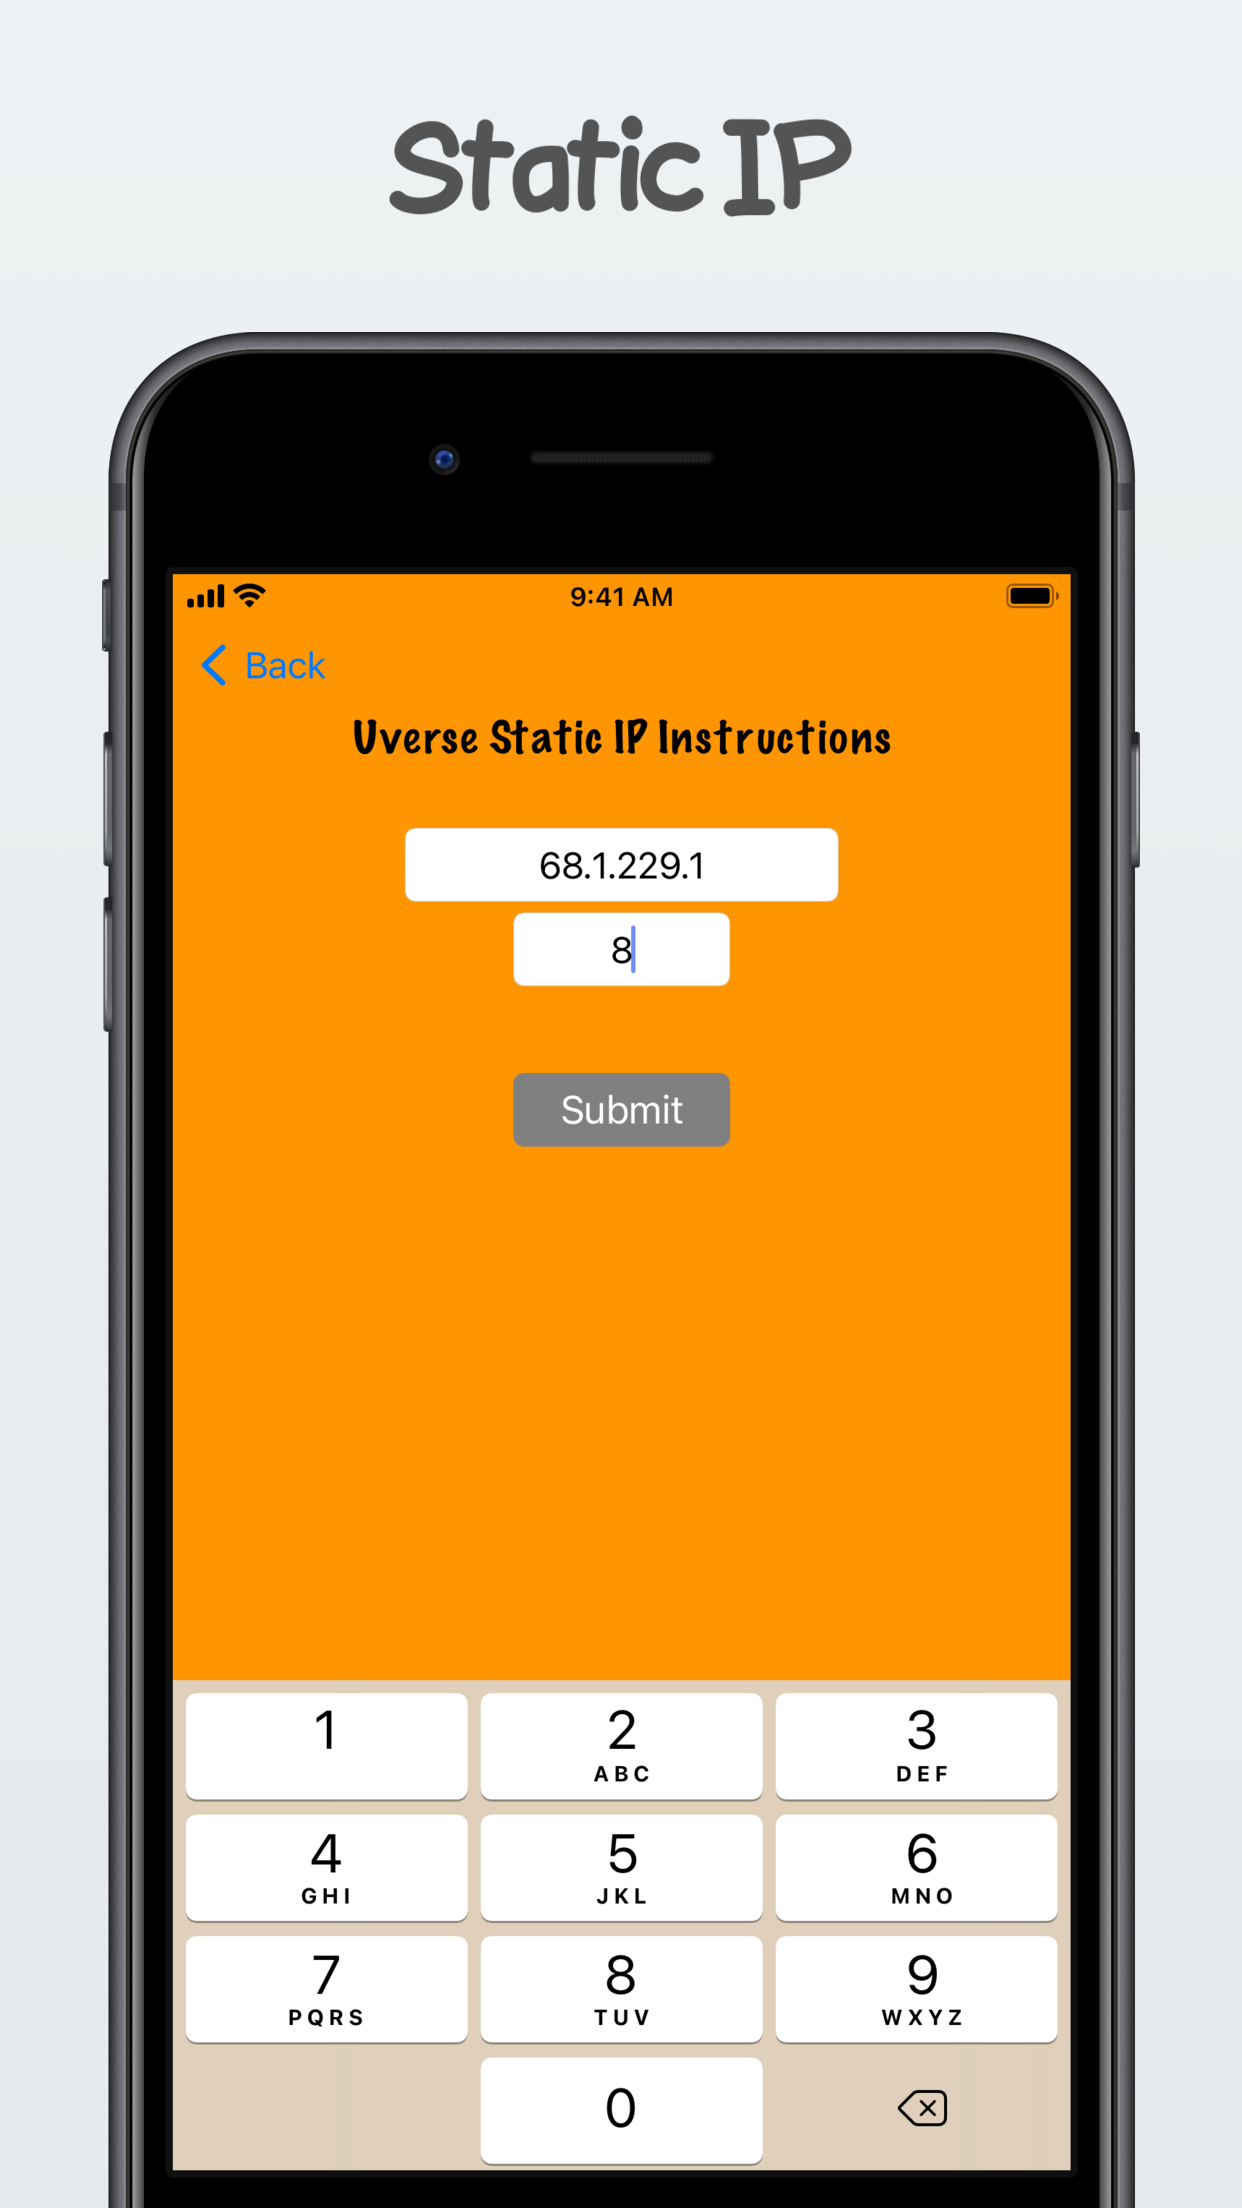 Static IP
9:41 AM
Back
Uverse Static IP Instructions
68.1.229.1
8
Submit
1
2
ABC
3
DEF
4
GHI
5
JKL
6
MNO
7
PQRS
8
TUV
9
WXYZ
0